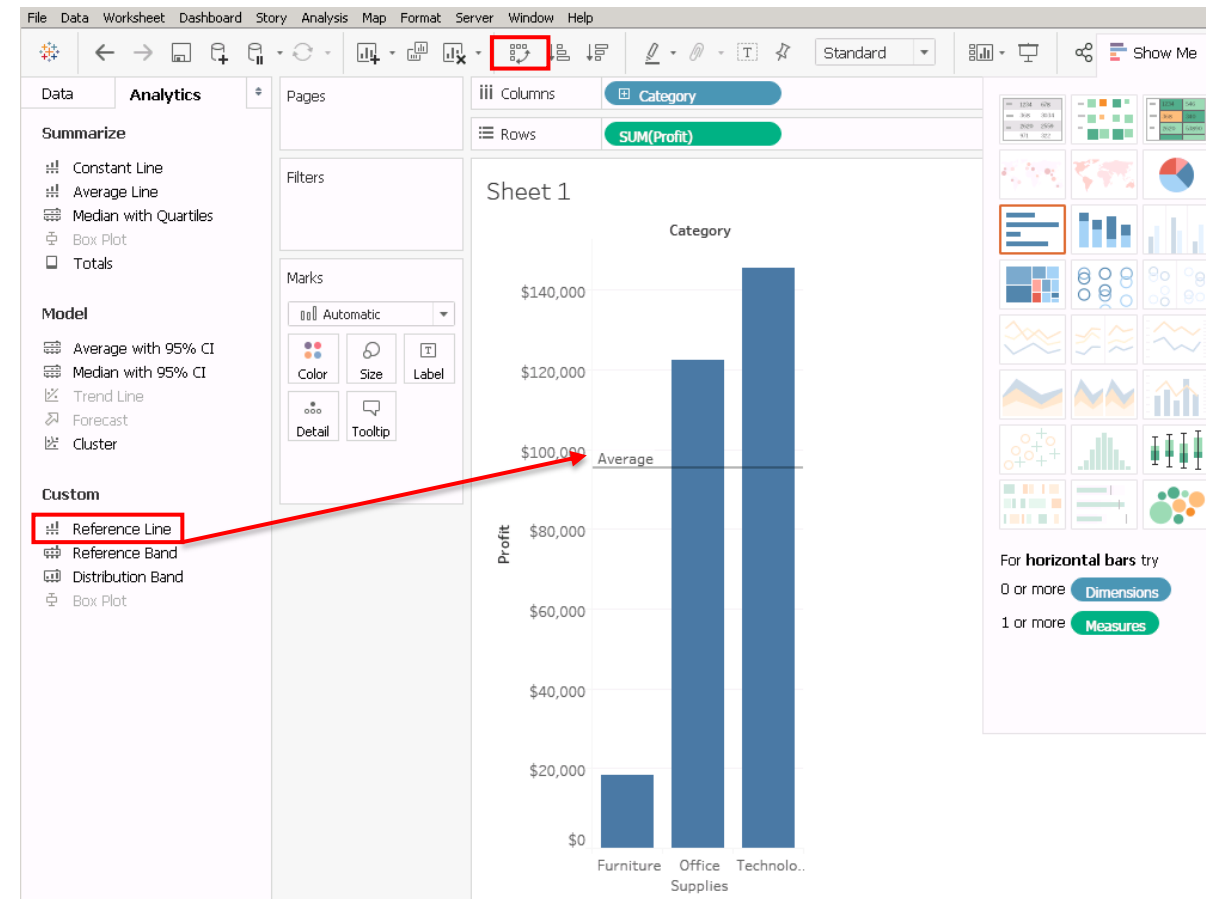 File Data Worksheet Dashboard Story Analysis Map Format Server Window Help
Standard
Show Me
Data Analytics
Summarize
Constant Line
Average Line
Median with Quartiles
Box Plot
Totals
Model
Average with 95% CI
Median with 95% CI
Trend Line
Forecast
Cluster
Custom
Reference Line
Reference Band
Distribution Band
Box Plot
Pages
Filters
Marks
Automatic
Color Size Label
Detail Tooltip
Columns Category
Rows SUM(Profit)
Sheet 1
Category
$140,000
$120,000
$100,000
Average
$80,000
$60,000
$40,000
$20,000
$0
Profit
Furniture Office Technolo..
Supplies
For horizontal bars try
0 or more Dimensions
1 or more Measures